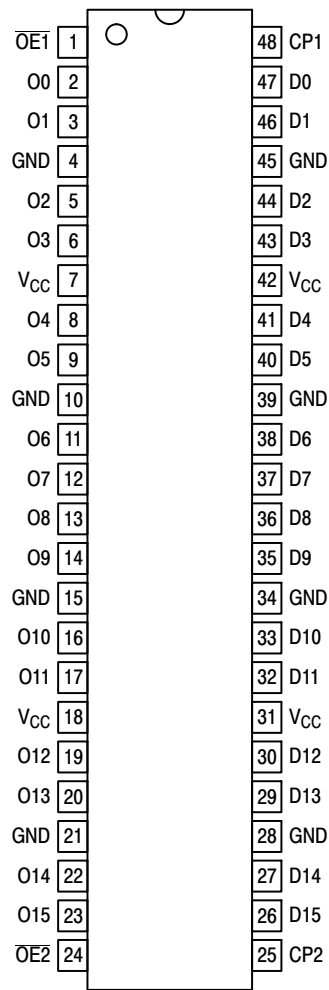 OE1 1 48 CP1
O0 2 47 D0
O1 3 46 D1
GND 4 45 GND
O2 5 44 D2
O3 6 43 D3
VCC 7 42 VCC
O4 8 41 D4
O5 9 40 D5
GND 10 39 GND
O6 11 38 D6
O7 12 37 D7
O8 13 36 D8
O9 14 35 D9
GND 15 34 GND
O10 16 33 D10
O11 17 32 D11
VCC 18 31 VCC
O12 19 30 D12
O13 20 29 D13
GND 21 28 GND
O14 22 27 D14
O15 23 26 D15
OE2 24 25 CP2